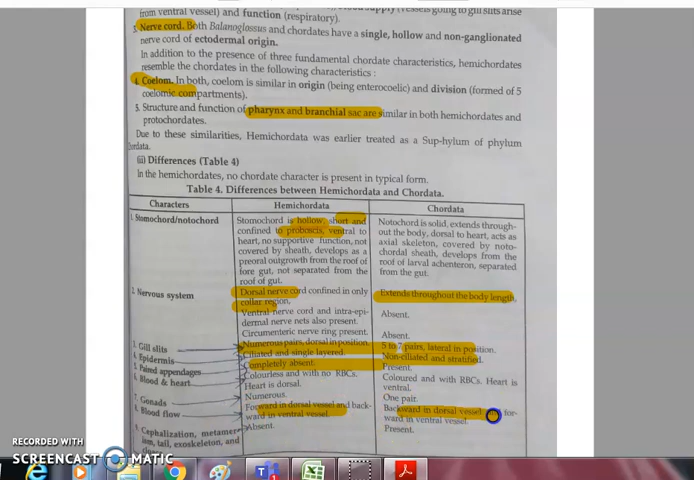 from ventral vessel) and function (respiratory).
3. Nerve cord. Both Balanoglossus and chordates have a single, hollow and non-ganglionated
nerve cord of ectodermal origin.
In addition to the presence of three fundamental chordate characteristics, hemichordates
resemble the chordates in the following characteristics :
4. Coelom. In both, coelom is similar in origin (being enterocoelic) and division (formed of 5
coelomic compartments).
5. Structure and function of pharynx and branchial sac are similar in both hemichordates and
protochordates.
Due to these similarities, Hemichordata was earlier treated as a Sup-hylum of phylum
(ii) Differences (Table 4)
In the hemichordates, no chordate character is present in typical form.
Table 4. Differences between Hemichordata and Chordata.
Characters Hemichordata Chordata
1. Stomochord/notochord
Stomochord is hollow, short and
confined to proboscis, ventral to
heart, no supportive function, not
covered by sheath, develops as a
preoral outgrowth from the roof of
fore gut, not separated from the
roof of gut.
Notochord is solid, extends through-
out the body, dorsal to heart, acts as
axial skeleton, covered by noto-
chordal sheath, develops from the
roof of larval achenteron, separated
from the gut.
2. Nervous system
Dorsal nerve cord confined in only
collar region.
Extends throughout the body length.
Ventral nerve cord and intra-epi-
dermal nerve nets also present.
Absent.
Circumenteric nerve ring present.
Absent.
3. Gill slits
Numerous pairs, dorsal in position.
5 to 7 pairs, lateral in position.
4. Epidermis
Ciliated and single layered.
Non-ciliated and stratified.
5. Paired appendages
Completely absent.
Present.
6. Blood & heart
Colourless and with no RBCs.
Heart is dorsal.
Coloured and with RBCs. Heart is
ventral.
7. Gonads
Numerous.
One pair.
8. Blood flow
Forward in dorsal vessel and back-
ward in ventral vessel.
Backward in dorsal vessel for-
ward in ventral vessel.
9. Cephalization, metamer-
ism, tail, exoskeleton, and
Absent.
Present.
RECORDED WITH
SCREENCAST MATIC